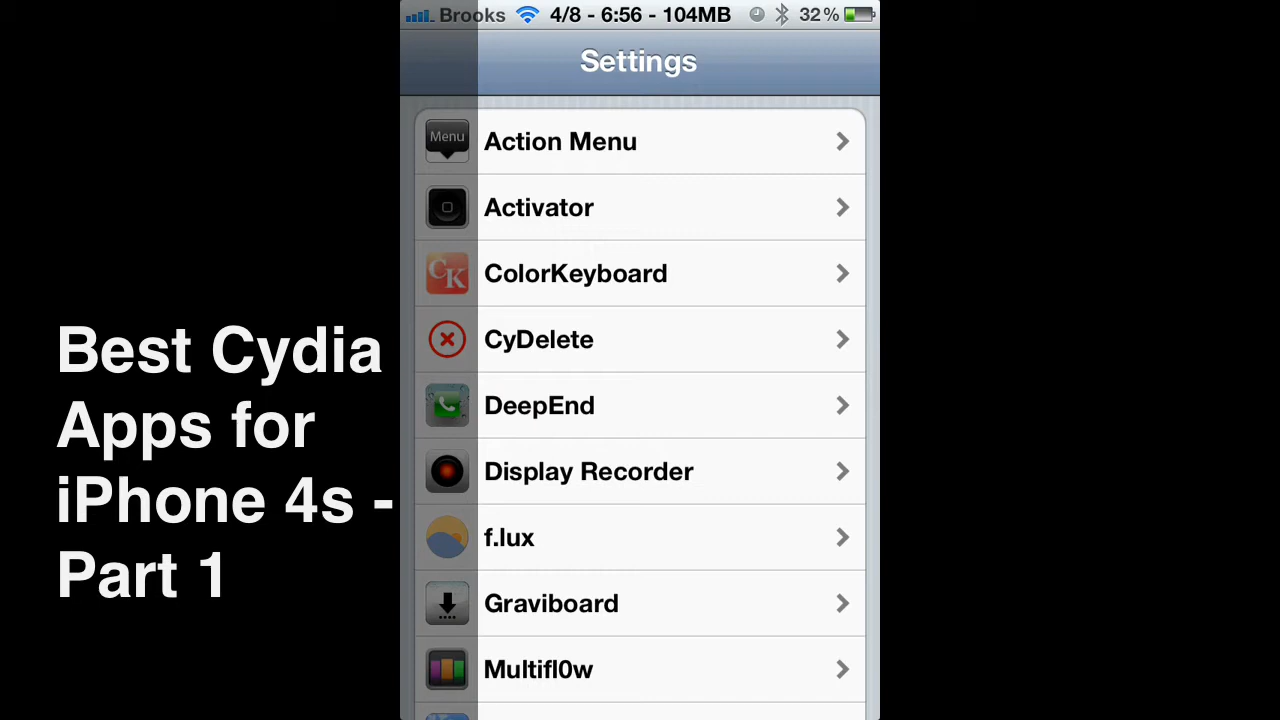 Brooks 4/8 - 6:56 - 104MB 32%
Settings
Menu Action Menu
Activator
CK ColorKeyboard
CyDelete
DeepEnd
Display Recorder
f.lux
Graviboard
Multifl0w
Best Cydia
Apps for
iPhone 4s -
Part 1